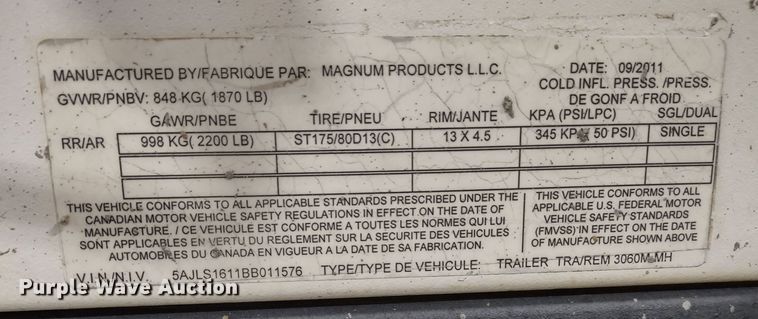 MANUFACTURED BY/FABRIQUE PAR: MAGNUM PRODUCTS L.L.C. DATE: 09/2011
GVWR/PNBV: 848 KG( 1870 LB) COLD INFL. PRESS. /PRESS. DE GONF A FROID
GAWR/PNBE TIRE/PNEU RIM/JANTE KPA (PSI/LPC) SGL/DUAL
RR/AR 998 KG( 2200 LB) ST175/80D13(C) 13 X 4.5 345 KPA( 50 PSI) SINGLE
THIS VEHICLE CONFORMS TO ALL APPLICABLE STANDARDS PRESCRIBED UNDER THE
CANADIAN MOTOR VEHICLE SAFETY REGULATIONS IN EFFECT ON THE DATE OF
MANUFACTURE. / CE VEHICULE EST CONFORME A TOUTES LES NORMES QUI LUI
SONT APPLICABLES EN VERTU DU REGLEMENT SUR LA SECURITE DES VEHICULES
AUTOMOBILES DU CANADA EN VIGUEUR A LA DATE DE SA FABRICATION.
THIS VEHICLE CONFORMS TO ALL
APPLICABLE U.S. FEDERAL MOTOR
VEHICLE SAFETY STANDARDS
(FMVSS) IN EFFECT ON THE DATE
OF MANUFACTURE SHOWN ABOVE
V.I.N./N.I.V. 5AJLS1611BB011576 TYPE/TYPE DE VEHICULE: TRAILER TRA/REM 3060M MH
Purple Wave Auction